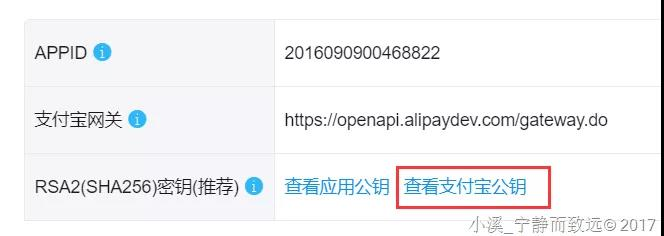 APPID 2016090900468822
支付宝网关 https://openapi.alipaydev.com/gateway.do
RSA2(SHA256)密钥(推荐) 查看应用公钥 查看支付宝公钥
小溪_宁静而致远© 2017